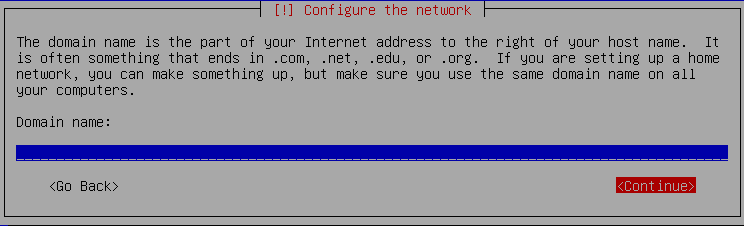 [!] Configure the network
The domain name is the part of your Internet address to the right of your host name.  It
is often something that ends in .com, .net, .edu, or .org.  If you are setting up a home
network, you can make something up, but make sure you use the same domain name on all
your computers.
Domain name:
<Go Back> <Continue>